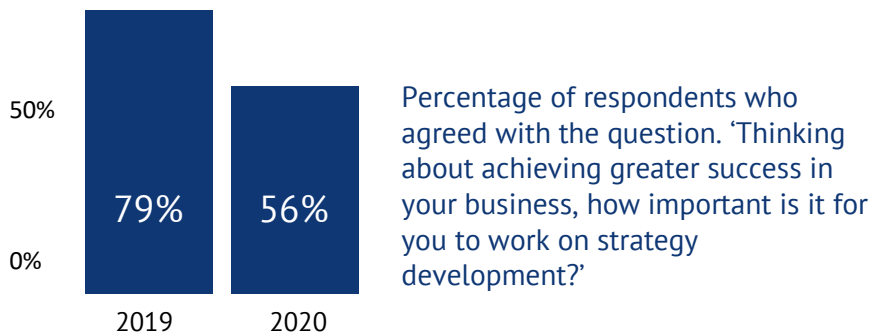 50%
0%
79%
56%
2019
2020
Percentage of respondents who
agreed with the question. ‘Thinking
about achieving greater success in
your business, how important is it for
you to work on strategy
development?’